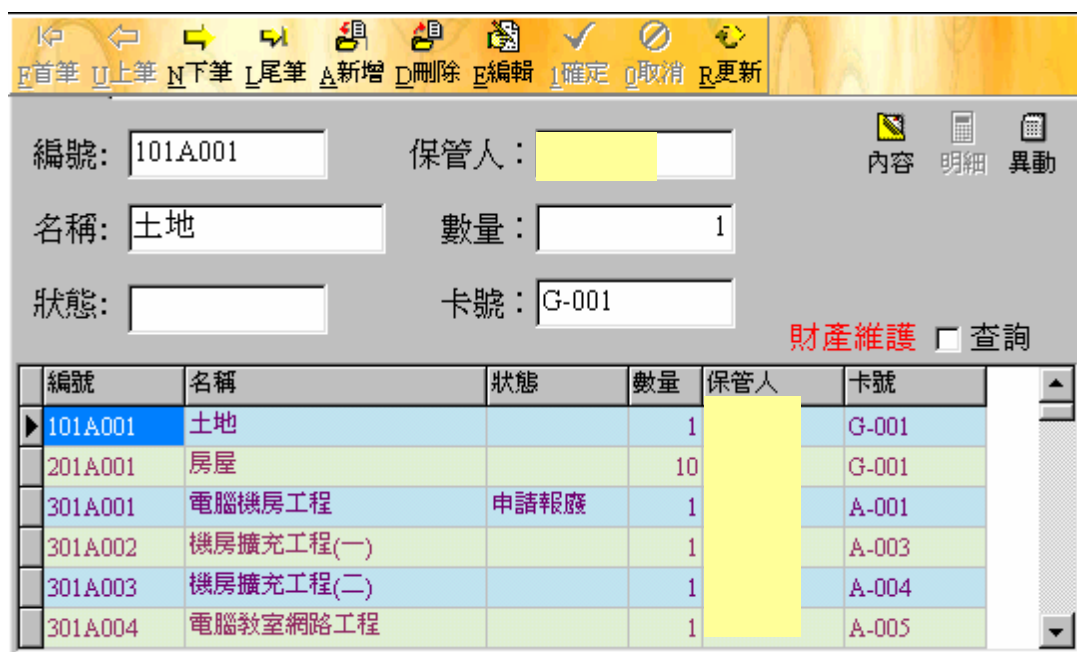 F首筆 U上筆 N下筆 L尾筆 A新增 D刪除 E編輯 1確定 0取消 R更新
內容 明細 異動
編號: 101A001 保管人：
名稱: 土地 數量： 1
狀態: 卡號： G-001
財產維護 查詢
編號 名稱 狀態 數量 保管人 卡號
101A001 土地 1 G-001
201A001 房屋 10 G-001
301A001 電腦機房工程 申請報廢 1 A-001
301A002 機房擴充工程(一) 1 A-003
301A003 機房擴充工程(二) 1 A-004
301A004 電腦教室網路工程 1 A-005